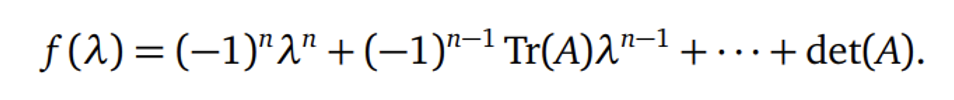 f(λ) = (−1)ⁿλⁿ + (−1)ⁿ⁻¹ Tr(A)λⁿ⁻¹ + ⋯ + det(A).